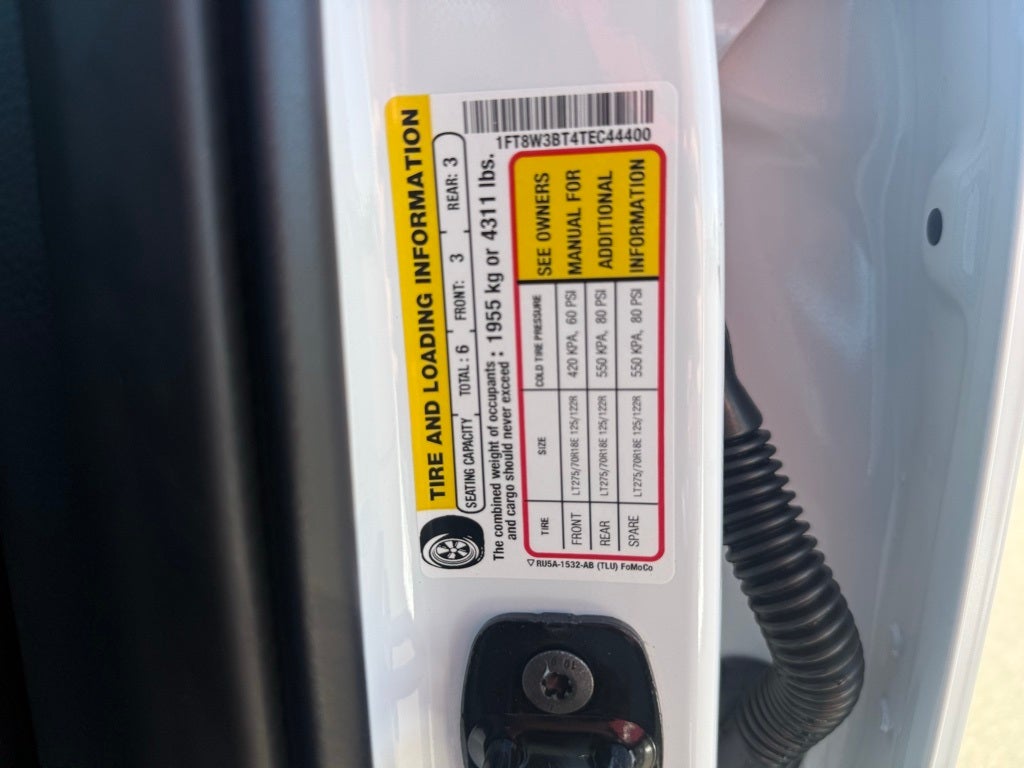 1FT8W3BT4TEC44400
TIRE AND LOADING INFORMATION
SEATING CAPACITY TOTAL : 6 FRONT: 3 REAR: 3
The combined weight of occupants
and cargo should never exceed : 1955 kg or 4311 lbs.
TIRE SIZE COLD TIRE PRESSURE SEE OWNERS
FRONT LT275/70R18E 125/122R 420 KPA, 60 PSI MANUAL FOR
REAR LT275/70R18E 125/122R 550 KPA, 80 PSI ADDITIONAL
SPARE LT275/70R18E 125/122R 550 KPA, 80 PSI INFORMATION
RU5A-1532-AB (TLU) FoMoCo